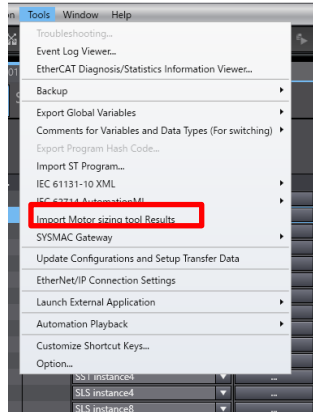 Tools Window Help
Troubleshooting...
Event Log Viewer...
EtherCAT Diagnosis/Statistics Information Viewer...
Backup
Export Global Variables
Comments for Variables and Data Types (For switching)
Export Program Hash Code...
Import ST Program...
IEC 61131-10 XML
IEC 62714 AutomationML
Import Motor sizing tool Results
SYSMAC Gateway
Update Configurations and Setup Transfer Data
EtherNet/IP Connection Settings
Launch External Application
Automation Playback
Customize Shortcut Keys...
Option...
SS1 instance4 ...
SLS instance4 ...
SLS instance8 ...